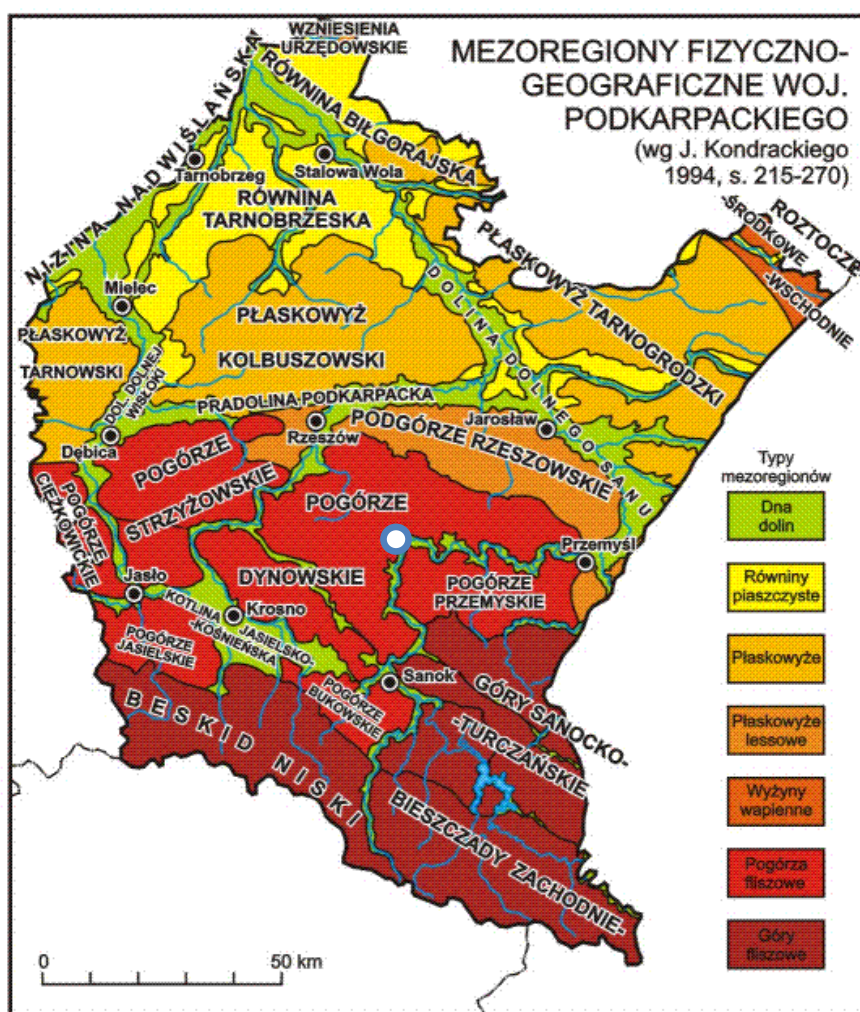 MEZOREGIONY FIZYCZNO-
GEOGRAFICZNE WOJ.
PODKARPACKIEGO
(wg J. Kondrackiego
1994, s. 215-270)
WZNIESIENIA
URZĘDOWSKIE
NIZINA NADWIŚLAŃSKA
RÓWNINA BIŁGORAJSKA
Tarnobrzeg
Stalowa Wola
RÓWNINA
TARNOBRZESKA
ROZTOCZE-
-ŚRODKOWE
-WSCHODNIE
PŁASKOWYŻ TARNOGRODZKI
DOLINA DOLNEGO SANU
Mielec
PŁASKOWYŻ
TARNOWSKI
PŁASKOWYŻ
KOLBUSZOWSKI
DOL. DOLNEJ
WISŁOKI
PRADOLINA PODKARPACKA
Dębica
Rzeszów
Jarosław
PODGÓRZE RZESZOWSKIE
POGÓRZE
STRZYŻOWSKIE
POGÓRZE
CIĘŻKOWICKIE
POGÓRZE
DYNOWSKIE
Przemyśl
POGÓRZE
PRZEMYSKIE
Jasło
Krosno
KOTLINA JASIELSKO-
-KOŚNIEŃSKA
POGÓRZE
JASIELSKIE
POGÓRZE
BUKOWSKIE
Sanok
GÓRY SANOCKO-
-TURCZAŃSKIE
BESKID NISKI
BIESZCZADY ZACHODNIE-
Typy
mezoregionów
Dna
dolin
Równiny
piaszczyste
Płaskowyże
Płaskowyże
lessowe
Wyżyny
wapienne
Pogórza
fliszowe
Góry
fliszowe
0 50 km